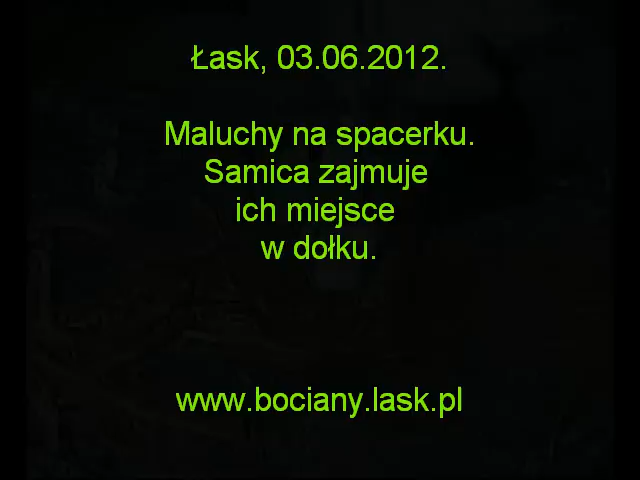 Łask, 03.06.2012.
Maluchy na spacerku.
Samica zajmuje
ich miejsce
w dołku.
www.bociany.lask.pl